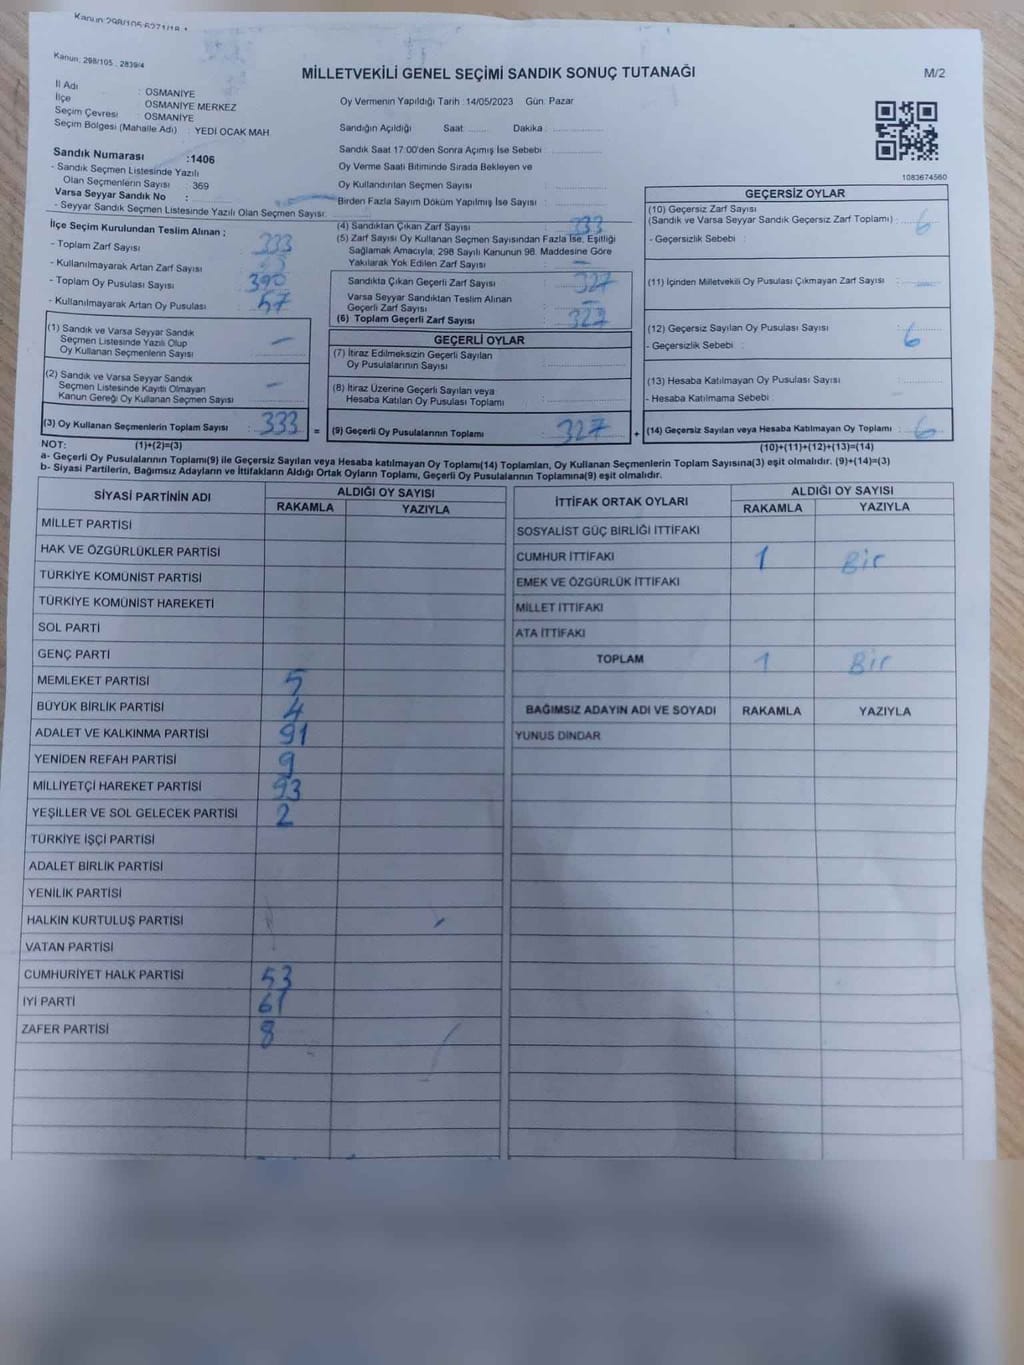 Kanun: 298/105 , 2839/4
MİLLETVEKİLİ GENEL SEÇİMİ SANDIK SONUÇ TUTANAĞI
M/2
İl Adı : OSMANİYE
İlçe OSMANİYE MERKEZ
Seçim Çevresi : OSMANİYE
Seçim Bölgesi (Mahalle Adı) : YEDİ OCAK MAH.
Sandık Numarası :1406
- Sandık Seçmen Listesinde Yazılı
Olan Seçmenlerin Sayısı : 369
Varsa Seyyar Sandık No :
- Seyyar Sandık Seçmen Listesinde Yazılı Olan Seçmen Sayısı:
Oy Vermenin Yapıldığı Tarih :14/05/2023 Gün: Pazar
Sandığın Açıldığı Saat: Dakika:
Sandık Saat 17:00'den Sonra Açımış İse Sebebi :
Oy Verme Saati Bitiminde Sırada Bekleyen ve
Oy Kullandırılan Seçmen Sayısı :
Birden Fazla Sayım Döküm Yapılmış İse Sayısı :
1083674560
İlçe Seçim Kurulundan Teslim Alınan ;
- Toplam Zarf Sayısı : 333
- Kullanılmayarak Artan Zarf Sayısı :
- Toplam Oy Pusulası Sayısı : 390
- Kullanılmayarak Artan Oy Pusulası : 57
(1) Sandık ve Varsa Seyyar Sandık
Seçmen Listesinde Yazılı Olup
Oy Kullanan Seçmenlerin Sayısı : —
(2) Sandık ve Varsa Seyyar Sandık
Seçmen Listesinde Kayıtlı Olmayan
Kanun Gereği Oy Kullanan Seçmen Sayısı : —
(3) Oy Kullanan Seçmenlerin Toplam Sayısı : 333 =
(4) Sandıktan Çıkan Zarf Sayısı : 333
(5) Zarf Sayısı Oy Kullanan Seçmen Sayısından Fazla İse, Eşitliği
Sağlamak Amacıyla, 298 Sayılı Kanunun 98. Maddesine Göre
Yakılarak Yok Edilen Zarf Sayısı : —
Sandıkta Çıkan Geçerli Zarf Sayısı : 327
Varsa Seyyar Sandıktan Teslim Alınan
Geçerli Zarf Sayısı : —
(6) Toplam Geçerli Zarf Sayısı : 327
GEÇERLİ OYLAR
(7) İtiraz Edilmeksizin Geçerli Sayılan
Oy Pusulalarının Sayısı :
(8) İtiraz Üzerine Geçerli Sayılan veya
Hesaba Katılan Oy Pusulası Toplamı :
(9) Geçerli Oy Pusulalarının Toplamı : 327 +
GEÇERSİZ OYLAR
(10) Geçersiz Zarf Sayısı
(Sandık ve Varsa Seyyar Sandık Geçersiz Zarf Toplamı) : 6
- Geçersizlik Sebebi :
(11) İçinden Milletvekili Oy Pusulası Çıkmayan Zarf Sayısı :
(12) Geçersiz Sayılan Oy Pusulası Sayısı : 6
- Geçersizlik Sebebi :
(13) Hesaba Katılmayan Oy Pusulası Sayısı :
- Hesaba Katılmama Sebebi :
(14) Geçersiz Sayılan veya Hesaba Katılmayan Oy Toplamı : 6
NOT: (1)+(2)=(3) (10)+(11)+(12)+(13)=(14)
a- Geçerli Oy Pusulalarının Toplamı(9) ile Geçersiz Sayılan veya Hesaba katılmayan Oy Toplamı(14) Toplamları, Oy Kullanan Seçmenlerin Toplam Sayısına(3) eşit olmalıdır. (9)+(14)=(3)
b- Siyasi Partilerin, Bağımsız Adayların ve İttifakların Aldığı Oyların Ortak Oyların Toplamı, Geçerli Oy Pusulalarının Toplamına(9) eşit olmalıdır.
SİYASİ PARTİNİN ADI ALDIĞI OY SAYISI
RAKAMLA YAZIYLA
MİLLET PARTİSİ
HAK VE ÖZGÜRLÜKLER PARTİSİ
TÜRKİYE KOMÜNİST PARTİSİ
TÜRKİYE KOMÜNİST HAREKETİ
SOL PARTİ
GENÇ PARTİ
MEMLEKET PARTİSİ 5
BÜYÜK BİRLİK PARTİSİ 4
ADALET VE KALKINMA PARTİSİ 91
YENİDEN REFAH PARTİSİ 9
MİLLİYETÇİ HAREKET PARTİSİ 93
YEŞİLLER VE SOL GELECEK PARTİSİ 2
TÜRKİYE İŞÇİ PARTİSİ
ADALET BİRLİK PARTİSİ
YENİLİK PARTİSİ
HALKIN KURTULUŞ PARTİSİ
VATAN PARTİSİ
CUMHURİYET HALK PARTİSİ 53
İYİ PARTİ 61
ZAFER PARTİSİ 8
İTTİFAK ORTAK OYLARI ALDIĞI OY SAYISI
RAKAMLA YAZIYLA
SOSYALİST GÜÇ BİRLİĞİ İTTİFAKI
CUMHUR İTTİFAKI 1 Bir
EMEK VE ÖZGÜRLÜK İTTİFAKI
MİLLET İTTİFAKI
ATA İTTİFAKI
TOPLAM 1 Bir
BAĞIMSIZ ADAYIN ADI VE SOYADI RAKAMLA YAZIYLA
YUNUS DİNDAR